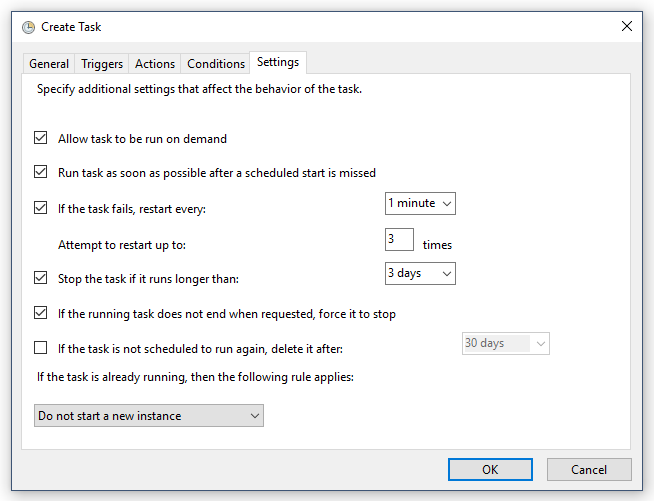 Create Task
General Triggers Actions Conditions Settings
Specify additional settings that affect the behavior of the task.
Allow task to be run on demand
Run task as soon as possible after a scheduled start is missed
If the task fails, restart every: 1 minute
Attempt to restart up to: 3 times
Stop the task if it runs longer than: 3 days
If the running task does not end when requested, force it to stop
If the task is not scheduled to run again, delete it after: 30 days
If the task is already running, then the following rule applies:
Do not start a new instance
OK Cancel